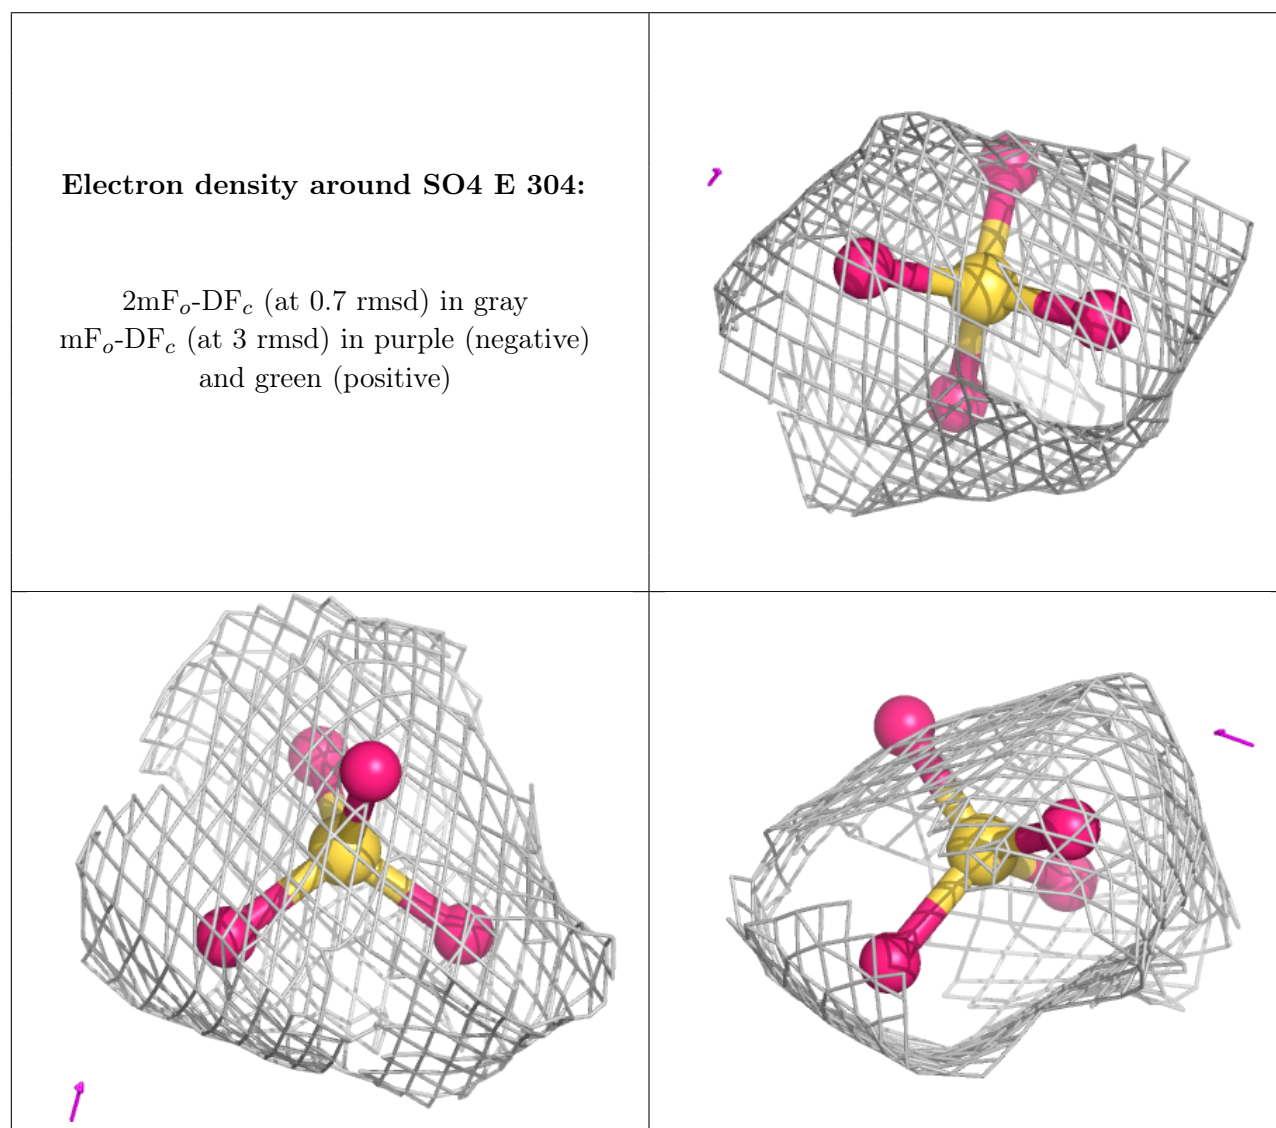 Electron density around SO4 E 304:
2mFo-DFc (at 0.7 rmsd) in gray
mFo-DFc (at 3 rmsd) in purple (negative)
and green (positive)